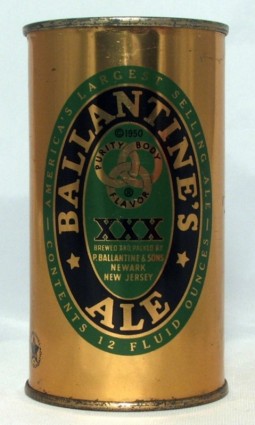 AMERICA'S LARGEST SELLING ALE
BALLANTINE'S
©1950
PURITY BODY
FLAVOR
XXX
BREWED AND PACKED BY
P. BALLANTINE & SONS
NEWARK
NEW JERSEY
ALE
CONTENTS 12 FLUID OUNCES